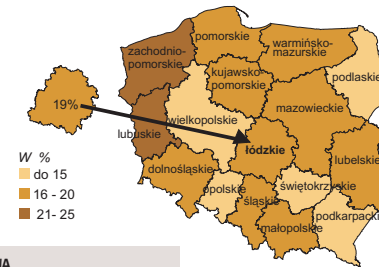 pomorskie
zachodnio-
pomorskie
warmińsko-
mazurskie
podlaskie
kujawsko-
pomorskie
19%
mazowieckie
wielkopolskie
lubuskie
łódzkie
W %
do 15
16 - 20
21- 25
dolnośląskie
lubelskie
opolskie
śląskie
świętokrzyskie
podkarpacki
małopolskie